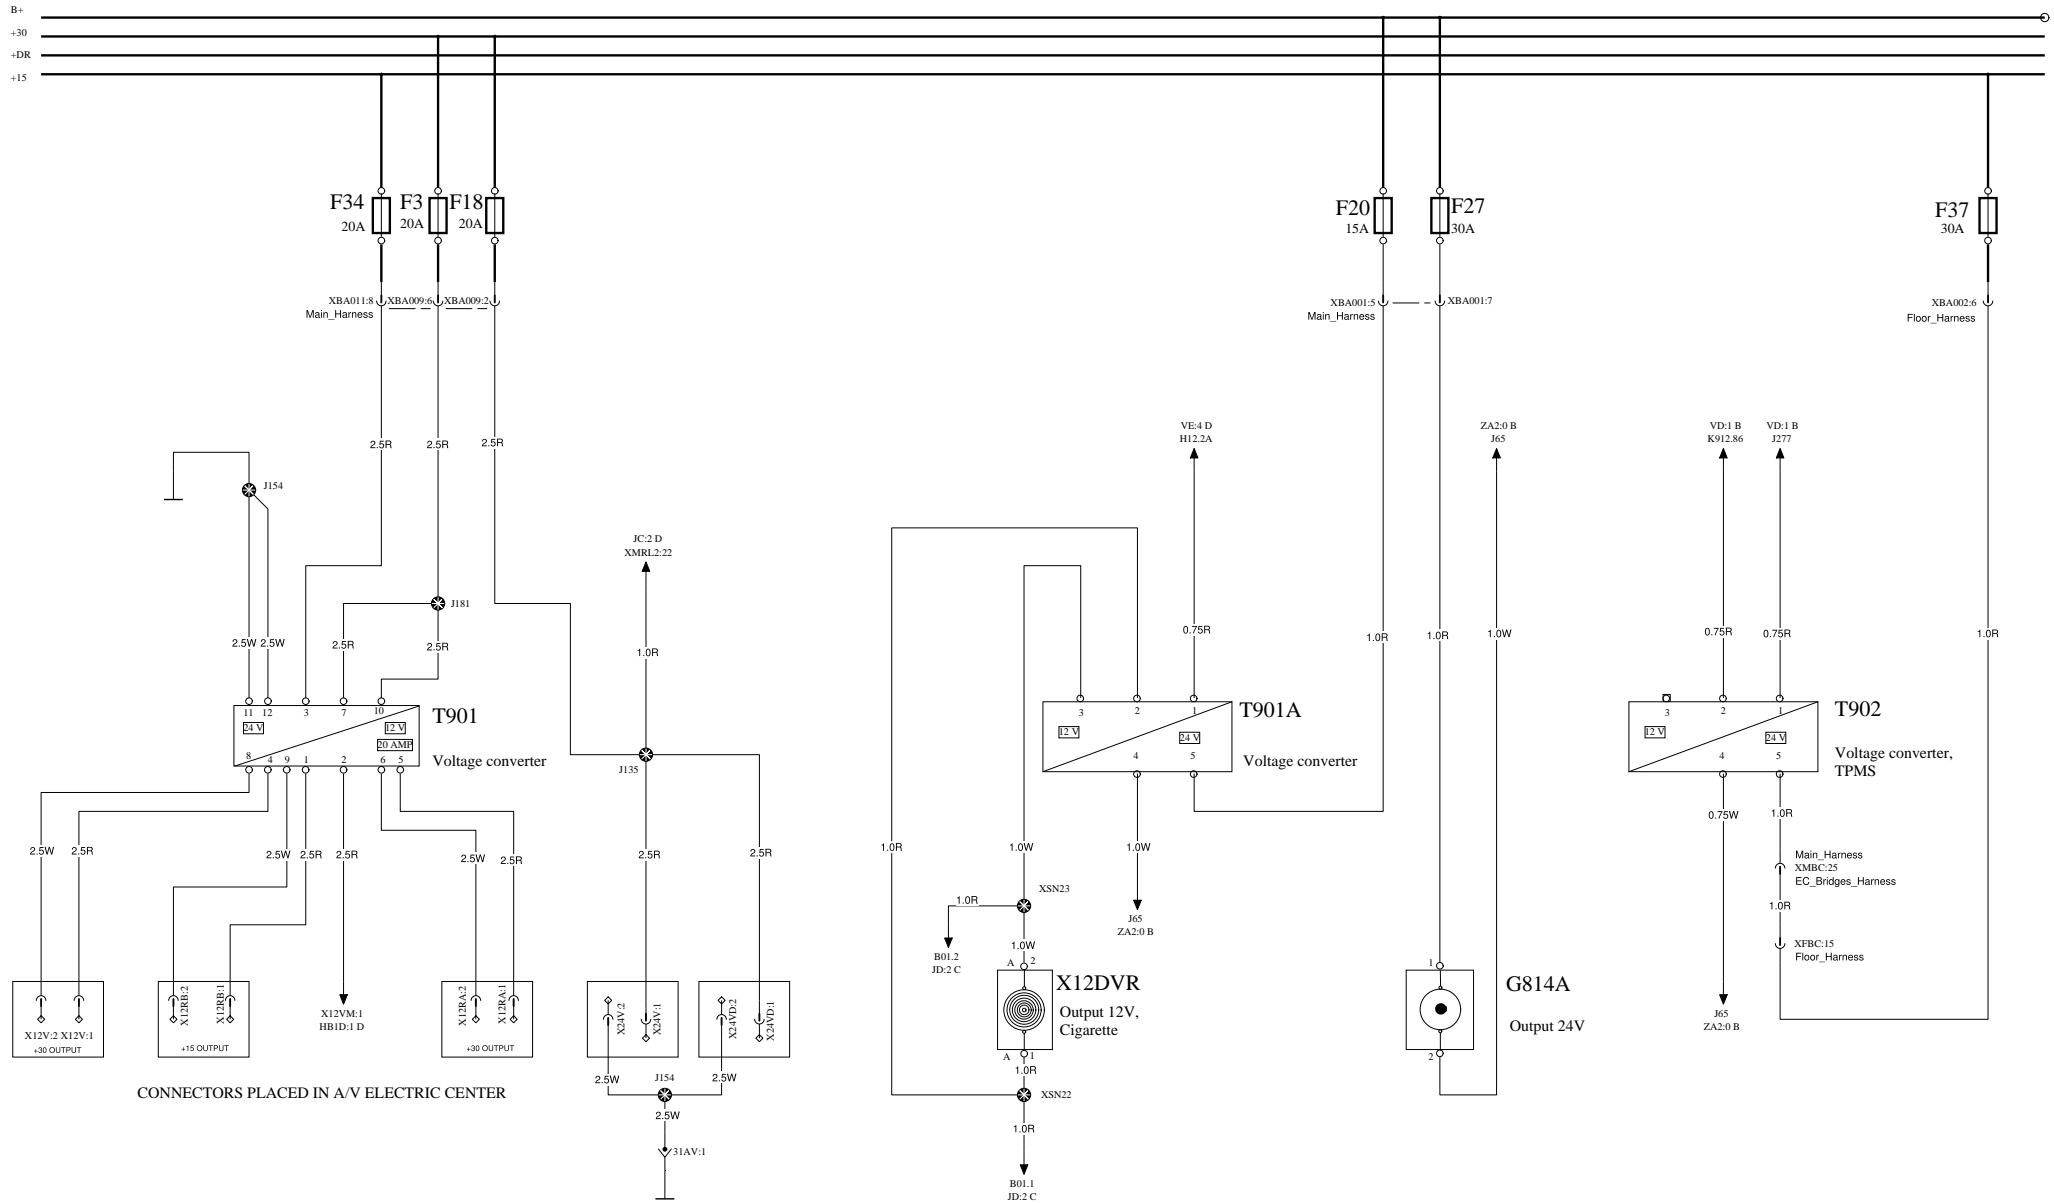 B+
+30
+DR
+15
F34
20A
F3
20A
F18
20A
F20
15A
F27
30A
F37
30A
XBA011:8
XBA009:6
XBA009:2
Main_Harness
XBA001:5
XBA001:7
Main_Harness
XBA002:6
Floor_Harness
2.5R
2.5R
2.5R
VE:4 D
H12.2A
ZA2:0 B
J65
VD:1 B
K912.86
VD:1 B
J277
J154
JC:2 D
XMRL2:22
J181
2.5W
2.5W
2.5R
2.5R
1.0R
0.75R
1.0R
1.0R
1.0W
0.75R
0.75R
1.0R
11
12
3
7
10
24 V
12 V
20 AMP
8
4
9
1
2
6
5
T901
Voltage converter
J135
3
2
1
12 V
24 V
4
5
T901A
Voltage converter
3
2
1
12 V
24 V
4
5
T902
Voltage converter,
TPMS
2.5W
2.5R
2.5W
2.5R
2.5R
2.5W
2.5R
2.5R
2.5R
1.0R
1.0W
1.0W
0.75W
1.0R
Main_Harness
XMBC:25
EC_Bridges_Harness
1.0R
XFBC:15
Floor_Harness
XSN23
1.0R
J65
ZA2:0 B
B01.2
JD:2 C
1.0W
A
2
X12DVR
Output 12V,
Cigarette
A
1
1.0R
XSN22
1.0R
B01.1
JD:2 C
1
G814A
Output 24V
2
J65
ZA2:0 B
X12V:2
X12V:1
+30 OUTPUT
X12RB:2
X12RB:1
+15 OUTPUT
X12VM:1
HB1D:1 D
X12RA:2
X12RA:1
+30 OUTPUT
X24V:2
X24V:1
X24VD:2
X24VD:1
2.5W
J154
2.5W
2.5W
31AV:1
CONNECTORS PLACED IN A/V ELECTRIC CENTER